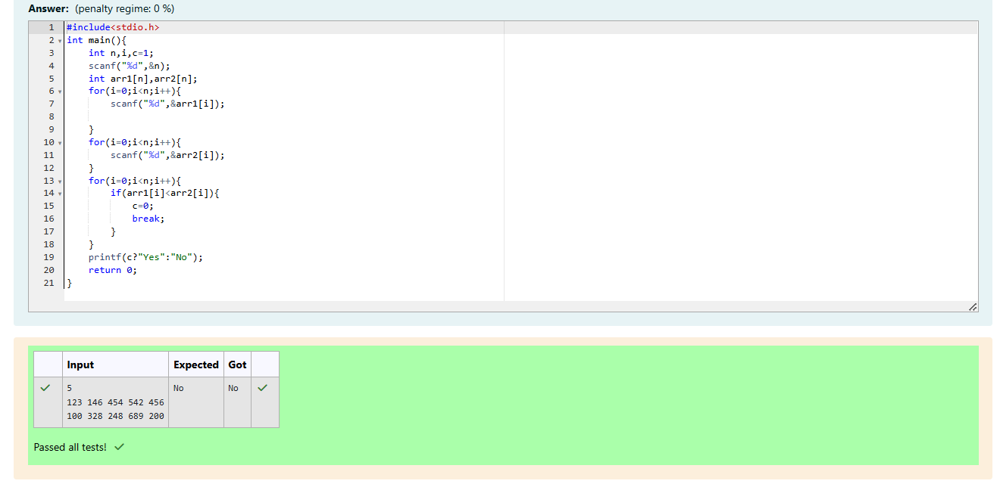 Answer: (penalty regime: 0 %)
1 #include<stdio.h>
2 int main(){
3     int n,i,c=1;
4     scanf("%d",&n);
5     int arr1[n],arr2[n];
6     for(i=0;i<n;i++){
7         scanf("%d",&arr1[i]);
8
9     }
10     for(i=0;i<n;i++){
11         scanf("%d",&arr2[i]);
12     }
13     for(i=0;i<n;i++){
14         if(arr1[i]<arr2[i]){
15             c=0;
16             break;
17         }
18     }
19     printf(c?"Yes":"No");
20     return 0;
21 }
Input Expected Got
5 No No
123 146 454 542 456
100 328 248 689 200
Passed all tests!